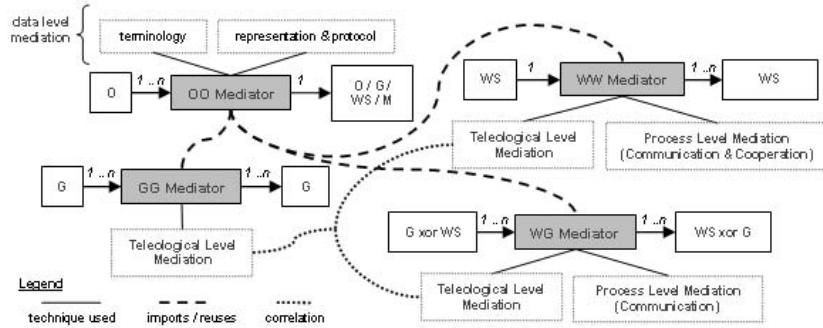 data level
mediation
terminology
representation & protocol
1 ..n
1
O
OO Mediator
O / G /
WS / M
1
1 ..n
WS
WW Mediator
WS
Teleological Level
Mediation
Process Level Mediation
(Communication & Cooperation)
1 ..n
1 ..n
G
GG Mediator
G
Teleological Level
Mediation
1 ..n
1 ..n
G xor WS
WG Mediator
WS xor G
Teleological Level
Mediation
Process Level Mediation
(Communication)
Legend
technique used
imports / reuses
correlation